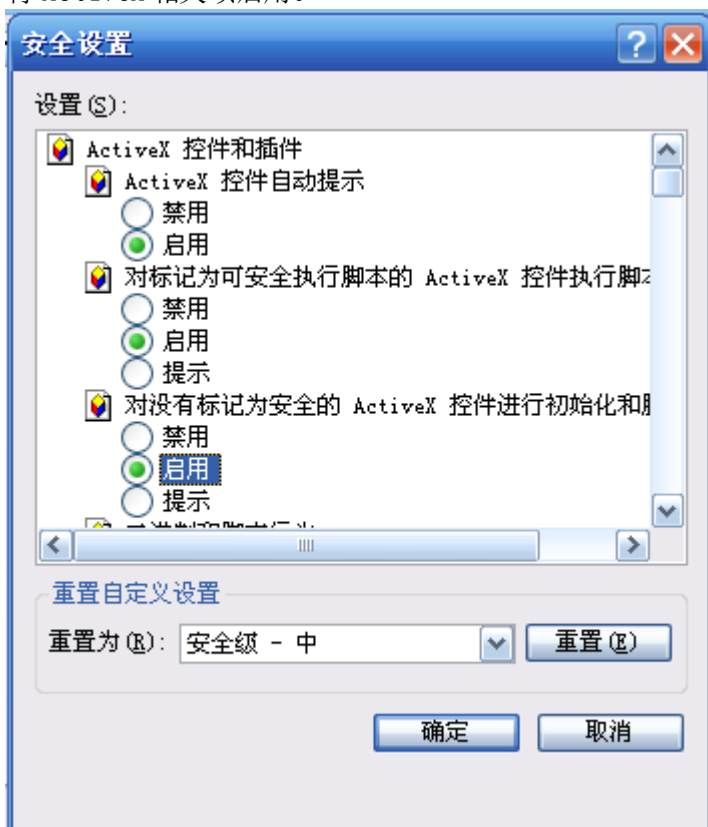 安全设置
设置(S):
ActiveX 控件和插件
ActiveX 控件自动提示
禁用
启用
对标记为可安全执行脚本的 ActiveX 控件执行脚
禁用
启用
提示
对没有标记为安全的 ActiveX 控件进行初始化和
禁用
启用
提示
重置自定义设置
重置为(R): 安全级 - 中 重置(E)
确定 取消